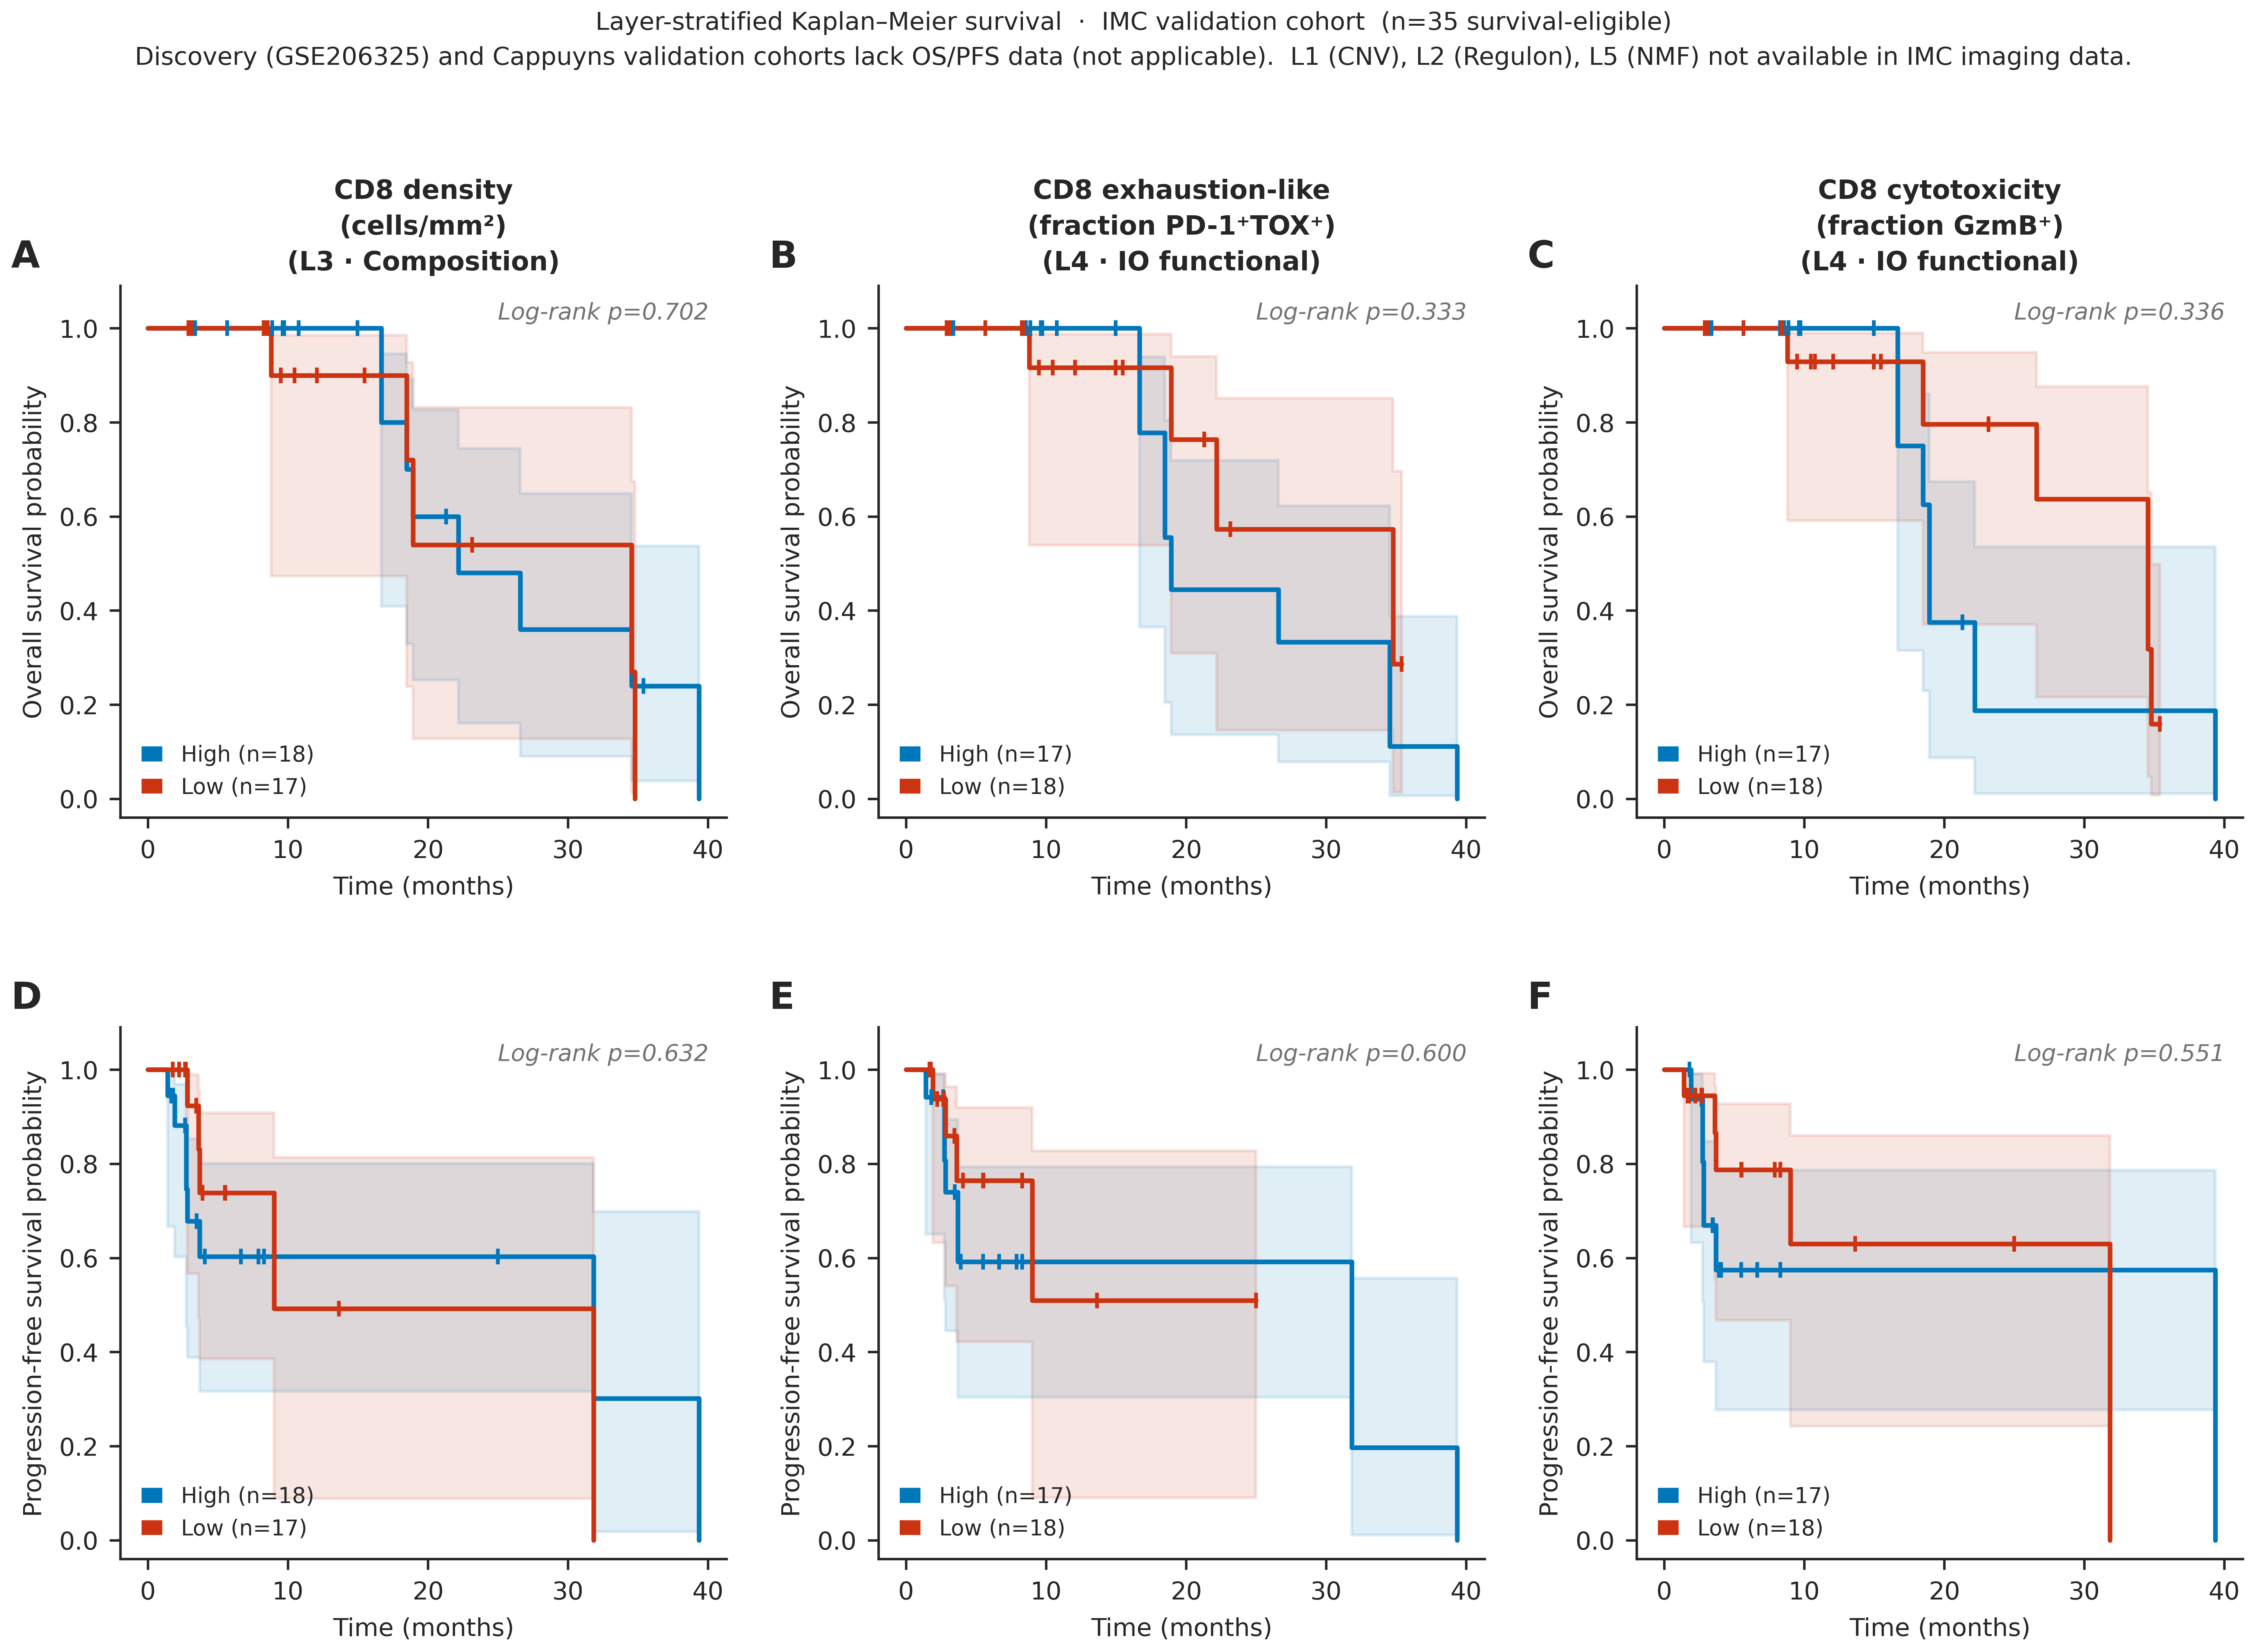 Layer-stratified Kaplan–Meier survival · IMC validation cohort (n=35 survival-eligible)
Discovery (GSE206325) and Cappuyns validation cohorts lack OS/PFS data (not applicable). L1 (CNV), L2 (Regulon), L5 (NMF) not available in IMC imaging data.
A
CD8 density
(cells/mm²)
(L3 · Composition)
Log-rank p=0.702
Overall survival probability
1.0
0.8
0.6
0.4
0.2
0.0
High (n=18)
Low (n=17)
0 10 20 30 40
Time (months)
B
CD8 exhaustion-like
(fraction PD-1⁺TOX⁺)
(L4 · IO functional)
Log-rank p=0.333
Overall survival probability
1.0
0.8
0.6
0.4
0.2
0.0
High (n=17)
Low (n=18)
0 10 20 30 40
Time (months)
C
CD8 cytotoxicity
(fraction GzmB⁺)
(L4 · IO functional)
Log-rank p=0.336
Overall survival probability
1.0
0.8
0.6
0.4
0.2
0.0
High (n=17)
Low (n=18)
0 10 20 30 40
Time (months)
D
Log-rank p=0.632
Progression-free survival probability
1.0
0.8
0.6
0.4
0.2
0.0
High (n=18)
Low (n=17)
0 10 20 30 40
Time (months)
E
Log-rank p=0.600
Progression-free survival probability
1.0
0.8
0.6
0.4
0.2
0.0
High (n=17)
Low (n=18)
0 10 20 30 40
Time (months)
F
Log-rank p=0.551
Progression-free survival probability
1.0
0.8
0.6
0.4
0.2
0.0
High (n=17)
Low (n=18)
0 10 20 30 40
Time (months)